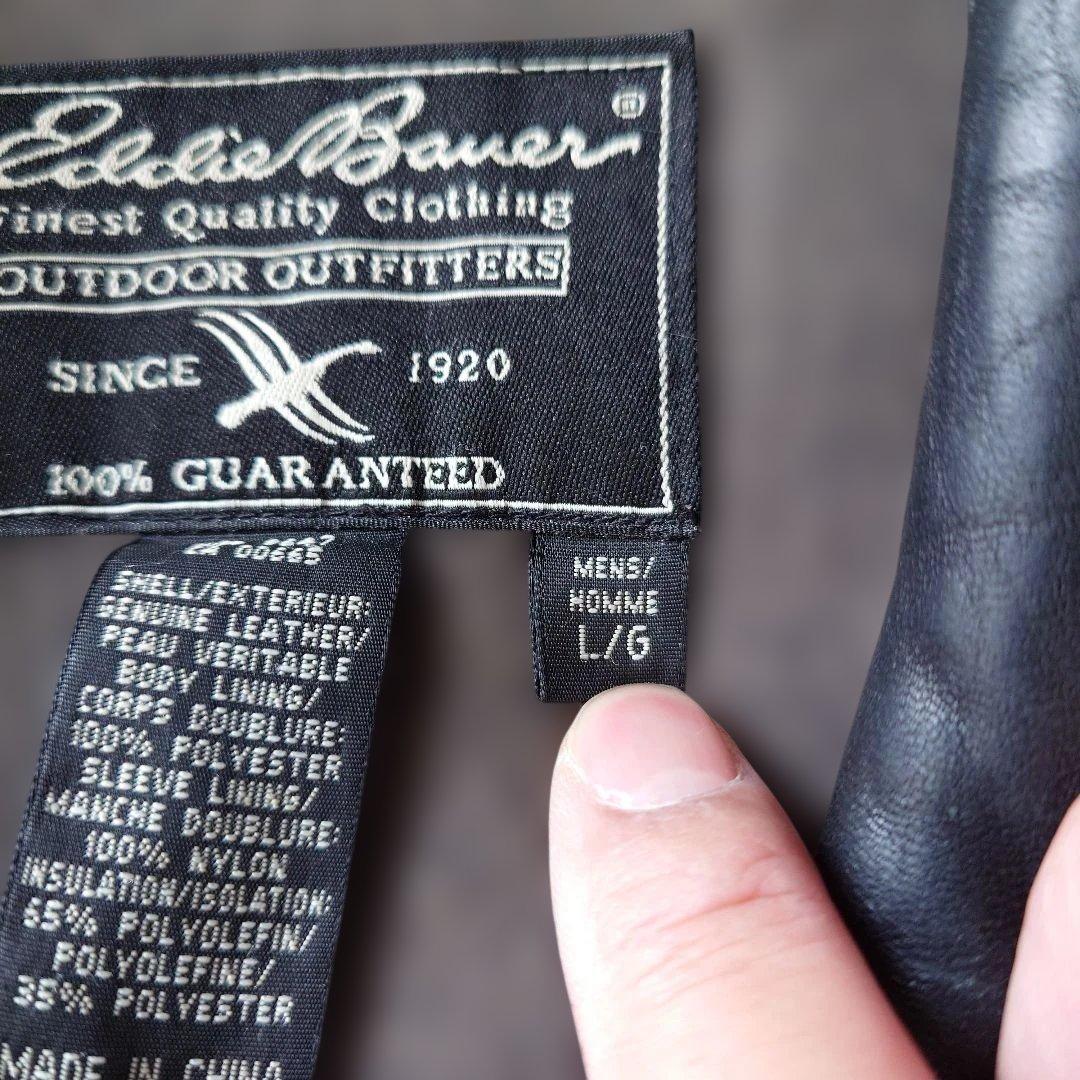 Eddie Bauer ®
Finest Quality Clothing
OUTDOOR OUTFITTERS
SINCE 1920
100% GUARANTEED
MENS/
HOMME
L/G
00665
SHELL/EXTERIEUR:
GENUINE LEATHER/
PEAU VERITABLE
BODY LINING/
CORPS DOUBLURE:
100% POLYESTER
SLEEVE LINING/
MANCHE DOUBLURE:
100% NYLON
INSULATION/ISOLATION:
65% POLYOLEFIN/
POLYOLEFINE/
35% POLYESTER
MADE IN CHINA